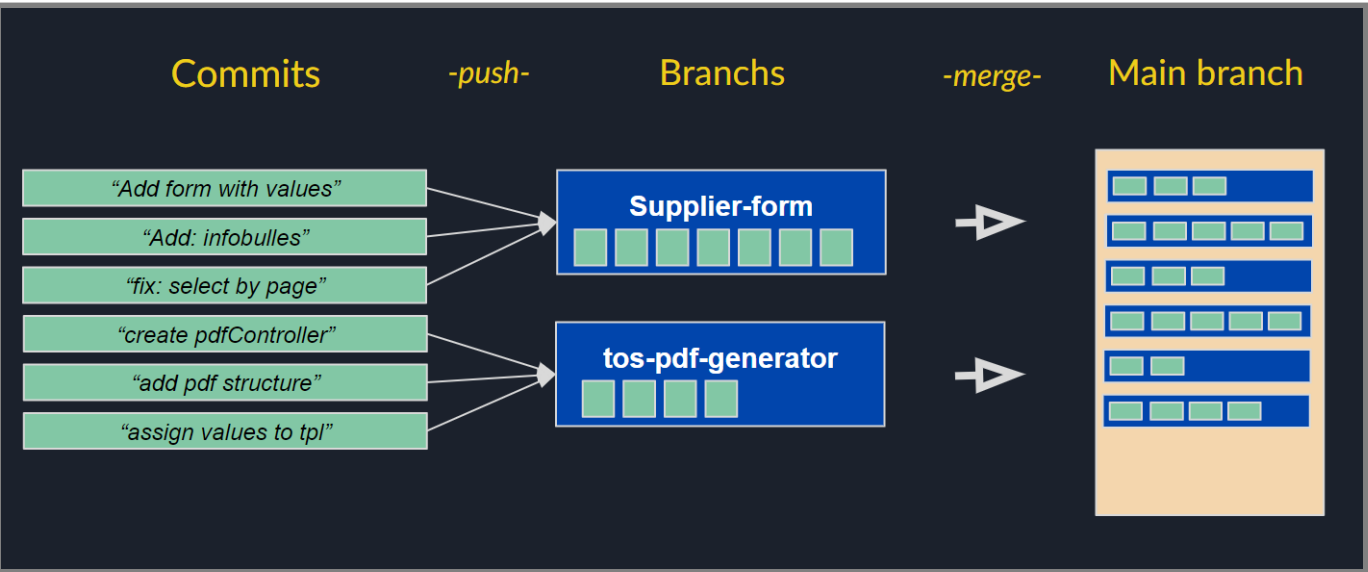 Commits
-push-
Branchs
-merge-
Main branch
“Add form with values”
“Add: infobulles”
“fix: select by page”
“create pdfController”
“add pdf structure”
“assign values to tpl”
Supplier-form
tos-pdf-generator